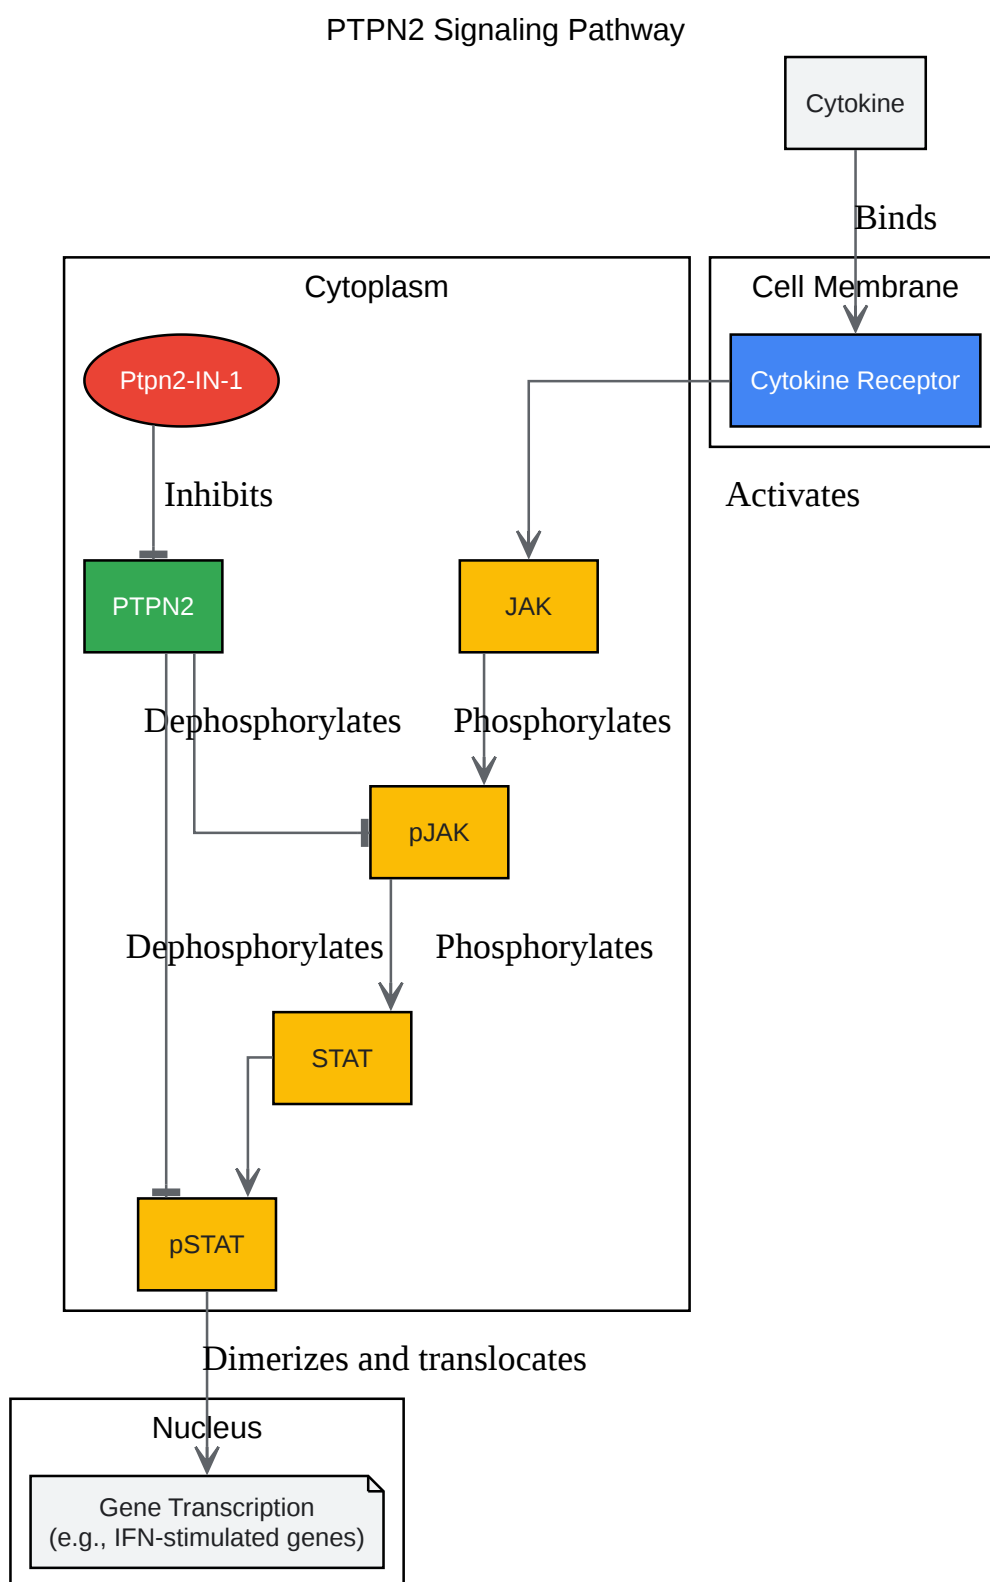 PTPN2 Signaling Pathway
Cytokine
Binds
Cytoplasm
Cell Membrane
Ptpn2-IN-1
Cytokine Receptor
Inhibits
Activates
PTPN2
JAK
Dephosphorylates
Phosphorylates
pJAK
Dephosphorylates
Phosphorylates
STAT
pSTAT
Dimerizes and translocates
Nucleus
Gene Transcription
(e.g., IFN-stimulated genes)